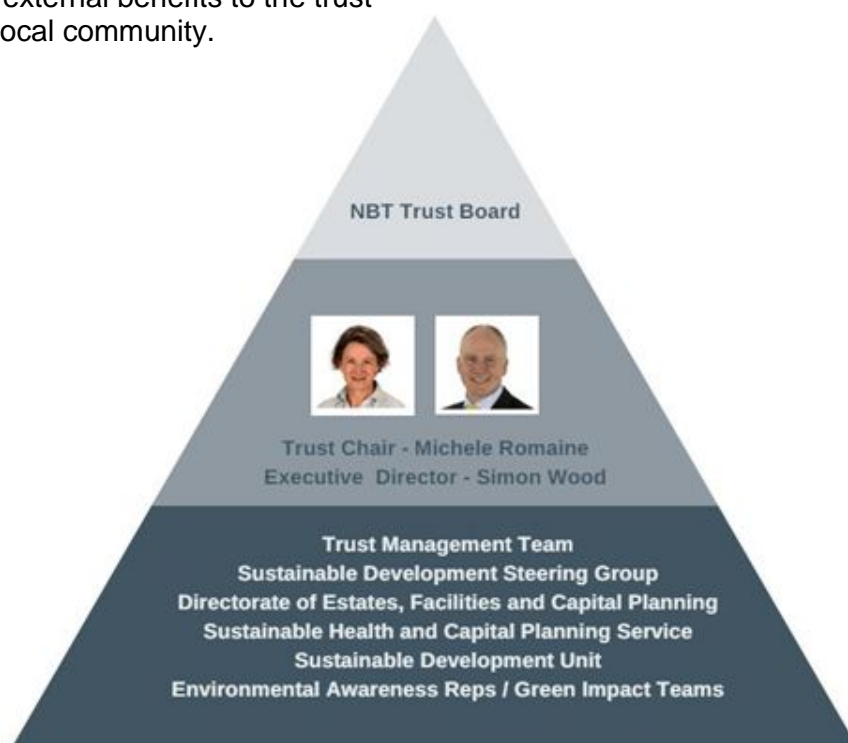 external benefits to the trust
ocal community.
NBT Trust Board
Trust Chair - Michele Romaine
Executive Director - Simon Wood
Trust Management Team
Sustainable Development Steering Group
Directorate of Estates, Facilities and Capital Planning
Sustainable Health and Capital Planning Service
Sustainable Development Unit
Environmental Awareness Reps / Green Impact Teams